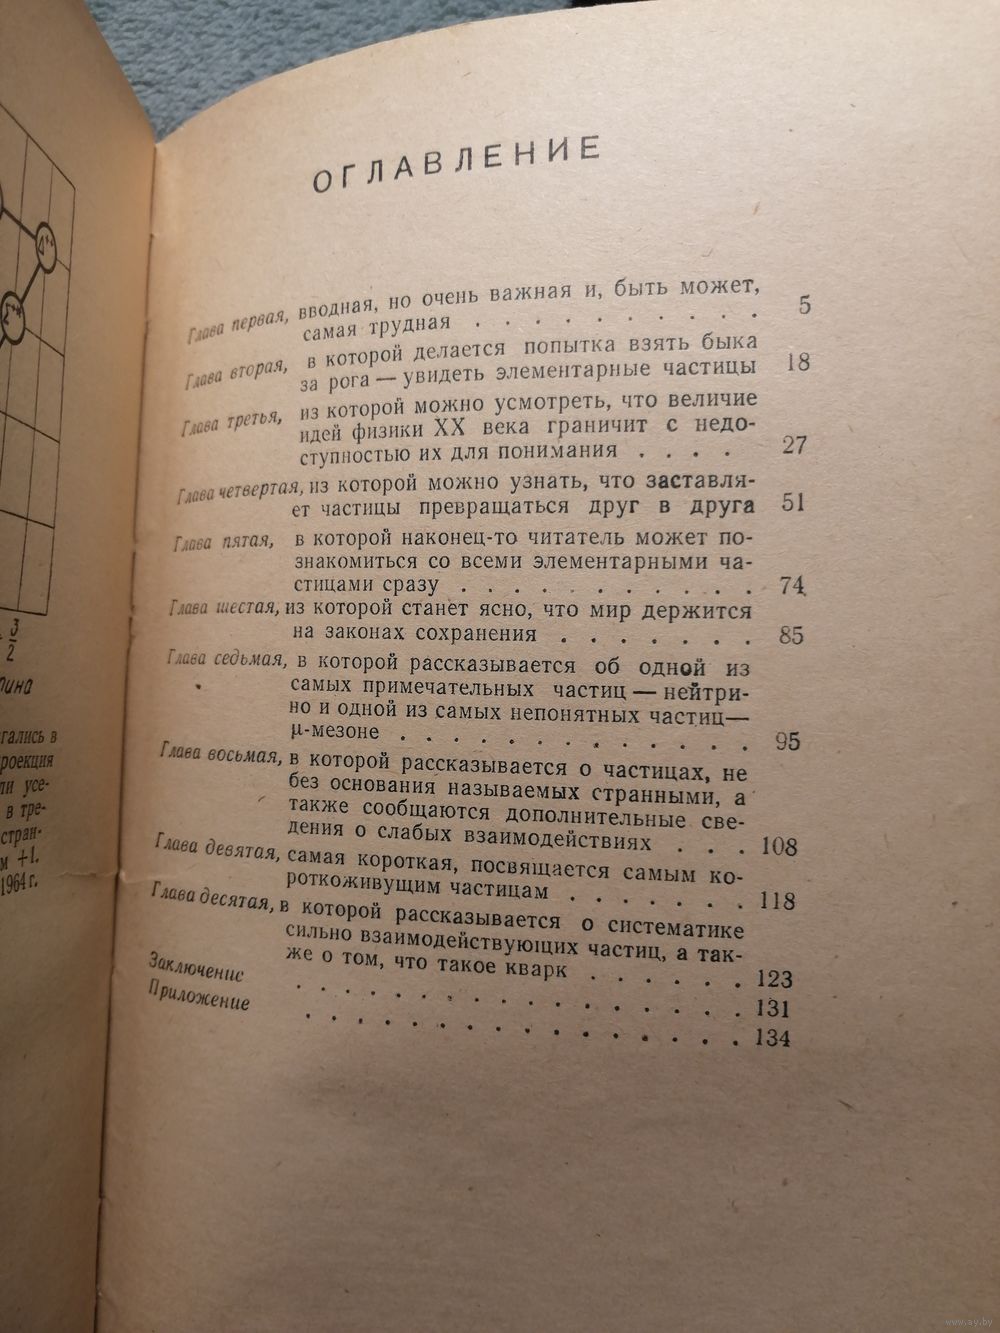 4⁺
3
2
ина
гались в
роекция
ли усе-
в тре-
стран-
м +1.
1964 г.
ОГЛАВЛЕНИЕ
Глава первая, вводная, но очень важная и, быть может,
самая трудная . . . . . . . . . . 5
Глава вторая, в которой делается попытка взять быка
за рога — увидеть элементарные частицы 18
Глава третья, из которой можно усмотреть, что величие
идей физики XX века граничит с недо-
ступностью их для понимания . . . . 27
Глава четвертая, из которой можно узнать, что заставля-
ет частицы превращаться друг в друга 51
Глава пятая, в которой наконец-то читатель может по-
знакомиться со всеми элементарными ча-
стицами сразу . . . . . . . . . . . 74
Глава шестая, из которой станет ясно, что мир держится
на законах сохранения . . . . . . . 85
Глава седьмая, в которой рассказывается об одной из
самых примечательных частиц — нейтри-
но и одной из самых непонятных частиц—
μ-мезоне . . . . . . . . . . . . . 95
Глава восьмая, в которой рассказывается о частицах, не
без основания называемых странными, а
также сообщаются дополнительные све-
дения о слабых взаимодействиях . . . 108
Глава девятая, самая короткая, посвящается самым ко-
роткоживущим частицам . . . . . . . 118
Глава десятая, в которой рассказывается о систематике
сильно взаимодействующих частиц, а так-
же о том, что такое кварк . . . . . . 123
Заключение . . . . . . . . . . . . . . . . . 131
Приложение . . . . . . . . . . . . . . . . 134
www.ay.by